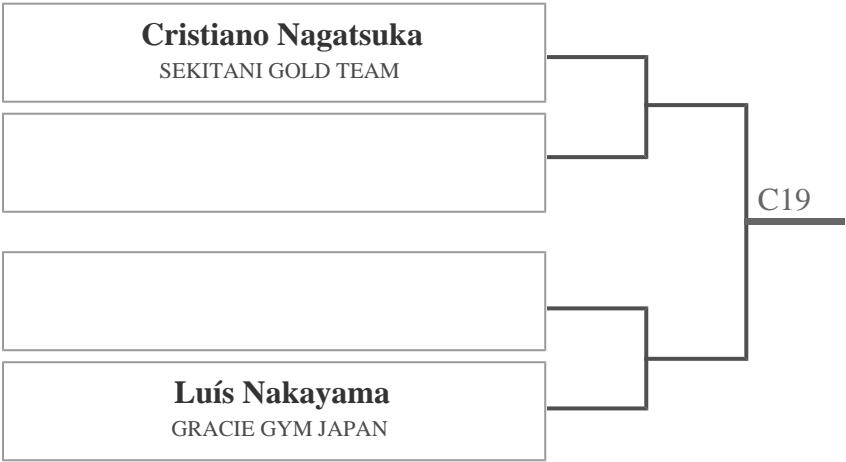 Cristiano Nagatsuka
SEKITANI GOLD TEAM
C19
Luís Nakayama
GRACIE GYM JAPAN